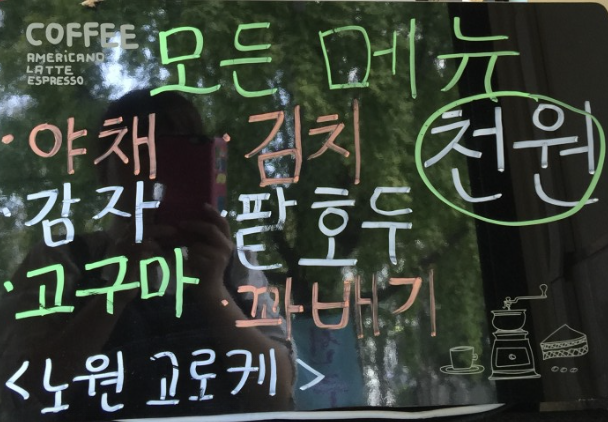 COFFEE
AMERICANO
LATTE
ESPRESSO
모든 메뉴
천원
·야채 ·김치
·감자 ·팥호두
·고구마 ·꽈배기
<노원 고로케>